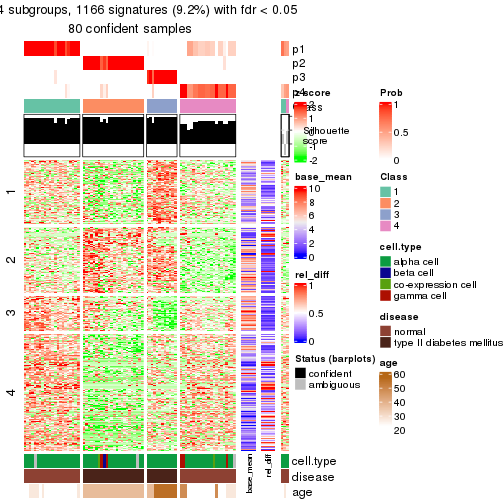 4 subgroups, 1166 signatures (9.2%) with fdr < 0.05
80 confident samples
p1
p2
p3
p4
z-score
2
1
0
-1
-2
Class
Silhouette
score
1
2
3
4
base_mean
10
8
6
4
2
0
rel_diff
1
0.5
0
Status (barplots)
confident
ambiguous
Prob
1
0.5
0
Class
1
2
3
4
cell.type
alpha cell
beta cell
co-expression cell
gamma cell
disease
normal
type II diabetes mellitus
age
60
50
40
30
20
base_mean
rel_diff
cell.type
disease
age